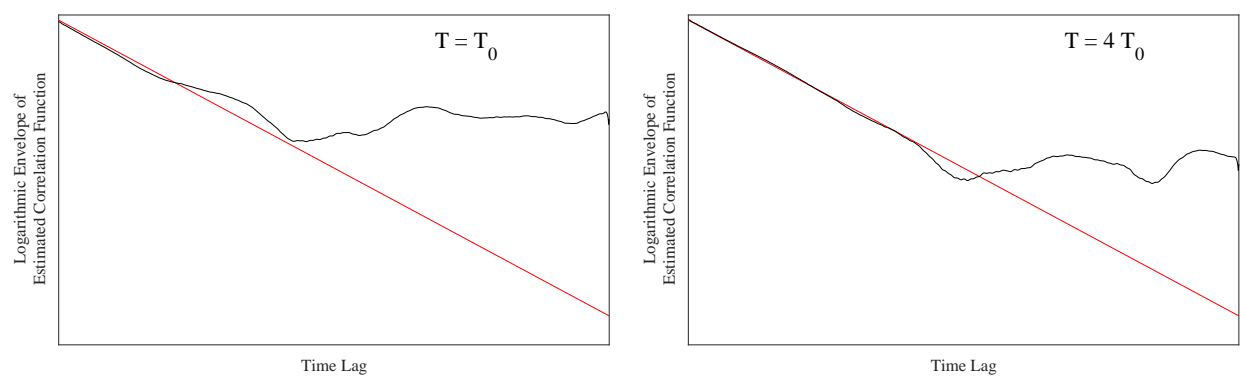 Logarithmic Envelope of
Estimated Correlation Function
T = T0
Time Lag
Logarithmic Envelope of
Estimated Correlation Function
T = 4 T0
Time Lag